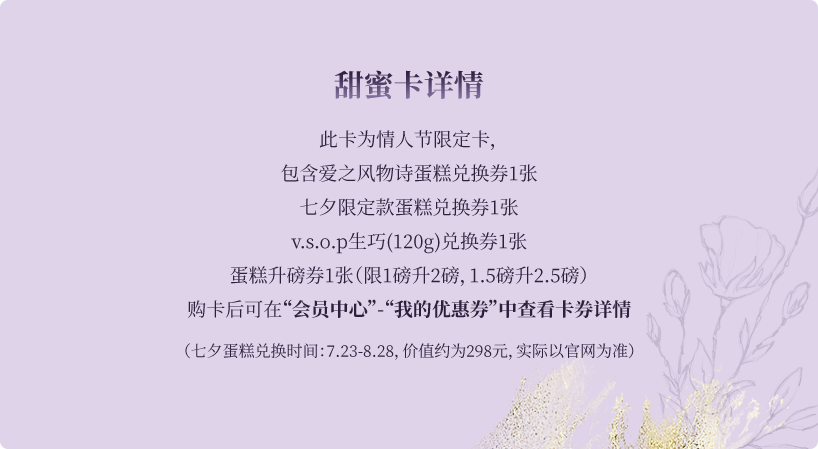 甜蜜卡详情
此卡为情人节限定卡,
包含爱之风物诗蛋糕兑换券1张
七夕限定款蛋糕兑换券1张
v.s.o.p生巧(120g)兑换券1张
蛋糕升磅券1张(限1磅升2磅, 1.5磅升2.5磅)
购卡后可在“会员中心”-“我的优惠券”中查看卡券详情
(七夕蛋糕兑换时间:7.23-8.28, 价值约为298元, 实际以官网为准)